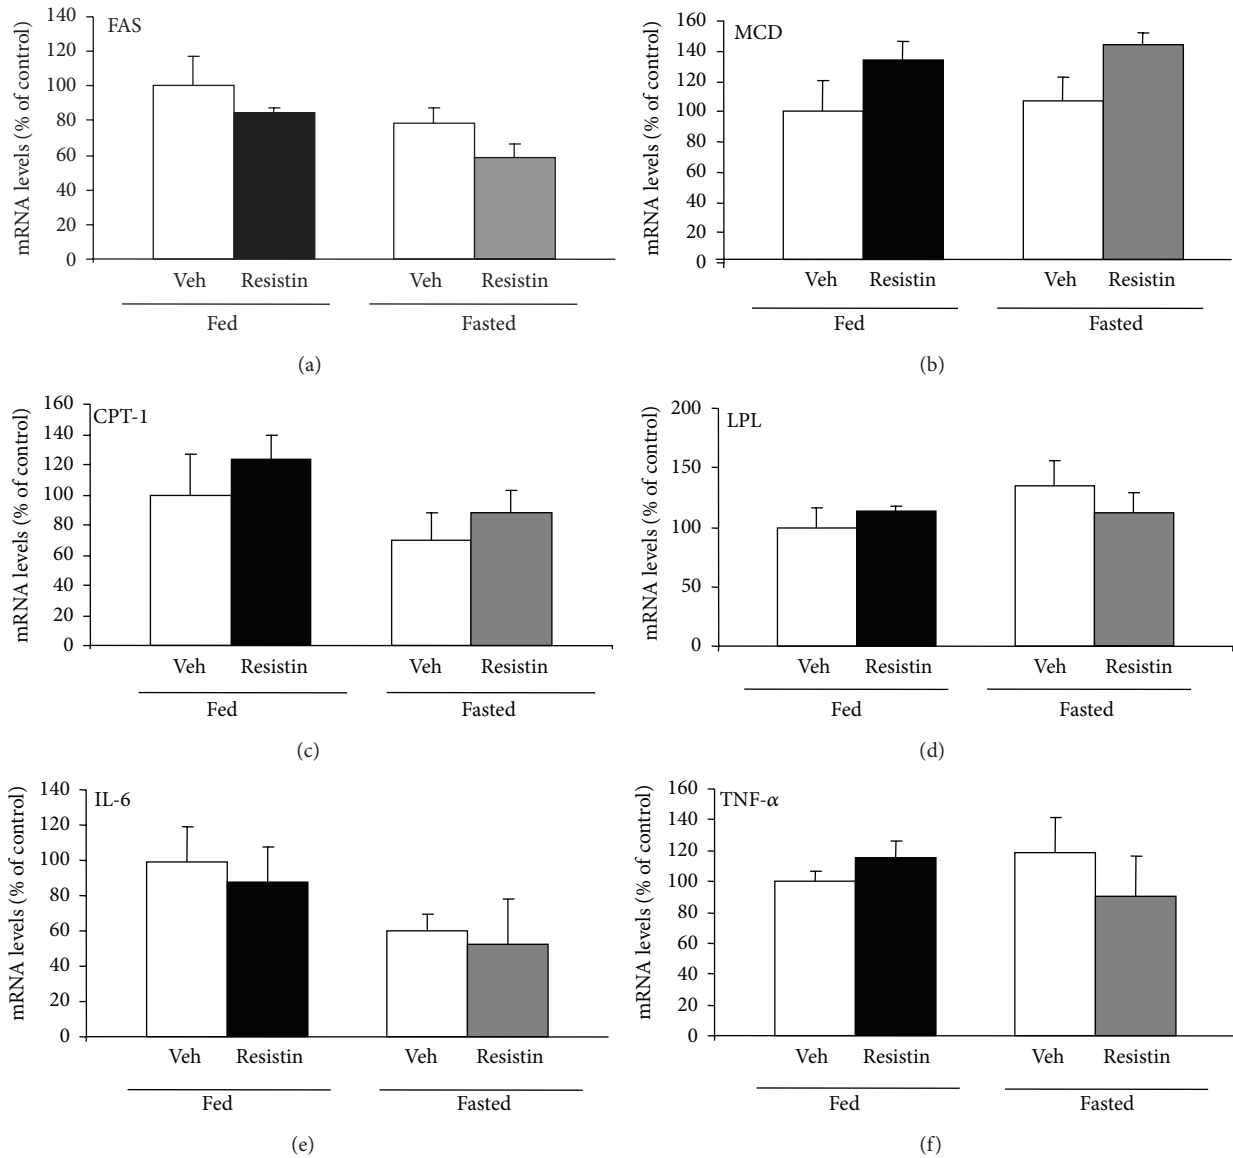 FAS
mRNA levels (% of control)
140
120
100
80
60
40
20
0
Veh Resistin Veh Resistin
Fed Fasted
(a)
MCD
mRNA levels (% of control)
160
140
120
100
80
60
40
20
0
Veh Resistin Veh Resistin
Fed Fasted
(b)
CPT-1
mRNA levels (% of control)
160
140
120
100
80
60
40
20
0
Veh Resistin Veh Resistin
Fed Fasted
(c)
LPL
mRNA levels (% of control)
200
150
100
50
0
Veh Resistin Veh Resistin
Fed Fasted
(d)
IL-6
mRNA levels (% of control)
140
120
100
80
60
40
20
0
Veh Resistin Veh Resistin
Fed Fasted
(e)
TNF-α
mRNA levels (% of control)
160
140
120
100
80
60
40
20
0
Veh Resistin Veh Resistin
Fed Fasted
(f)